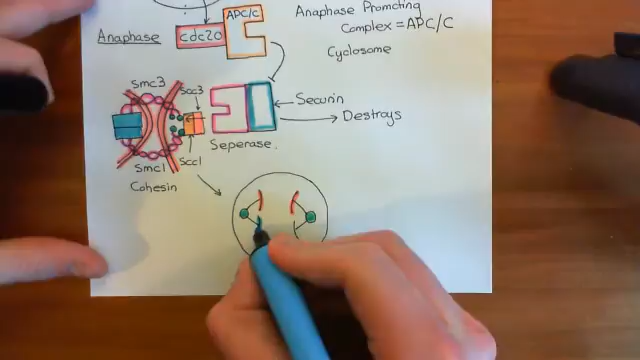 Anaphase Promoting
Complex = APC/C
Cyclosome
APC/C
cdc20
Anaphase
Smc3
Scc3
Securin
Destroys
Seperase.
Smc1
Scc1
Cohesin